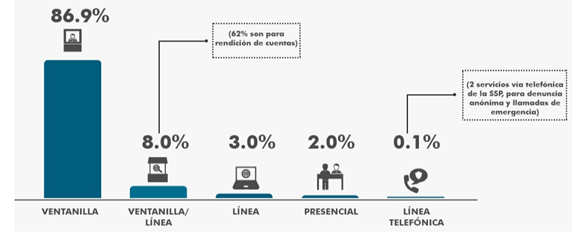 86.9%
(62% son para
rendición de cuentas)
8.0%
3.0%
2.0%
0.1%
(2 servicios vía telefónica
de la SSP, para denuncia
anónima y llamadas de
emergencia)
VENTANILLA
VENTANILLA/
LÍNEA
LÍNEA
PRESENCIAL
LÍNEA
TELEFÓNICA